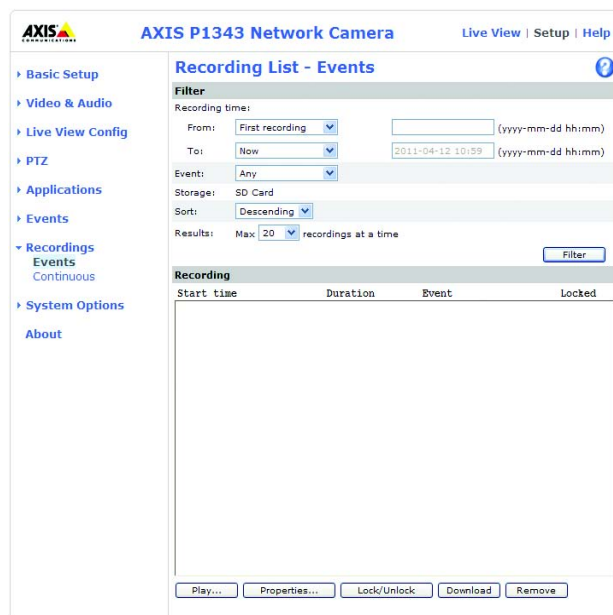 AXIS
COMMUNICATIONS
AXIS P1343 Network Camera
Live View | Setup | Help
Basic Setup
Video & Audio
Live View Config
PTZ
Applications
Events
Recordings
Events
Continuous
System Options
About
Recording List - Events
?
Filter
Recording time:
From: First recording (yyyy-mm-dd hh:mm)
To: Now 2011-04-12 10:59 (yyyy-mm-dd hh:mm)
Event: Any
Storage: SD Card
Sort: Descending
Results: Max 20 recordings at a time
Filter
Recording
Start time Duration Event Locked
Play... Properties... Lock/Unlock Download Remove